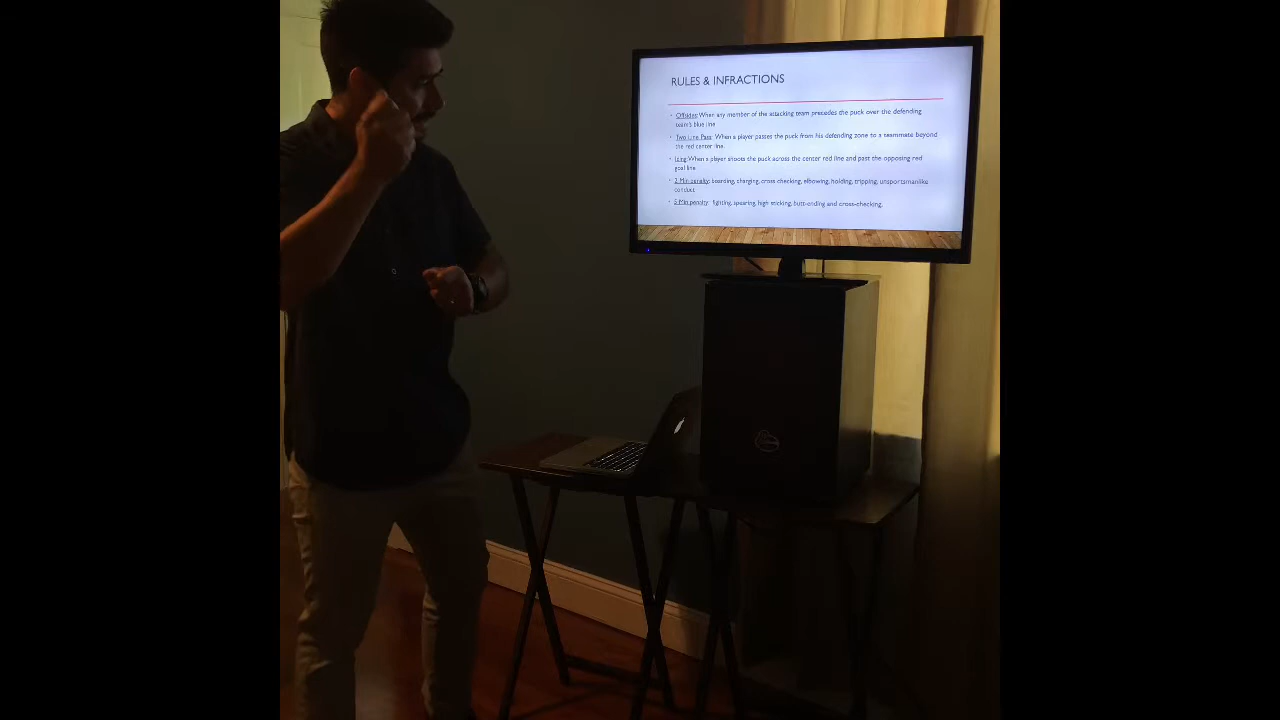 RULES & INFRACTIONS
Offsides: When any member of the attacking team precedes the puck over the defending
team's blue line
Two Line Pass: When a player passes the puck from his defending zone to a teammate beyond
the red center line.
Icing: When a player shoots the puck across the center red line and past the opposing red
goal line
2 Min penalty: boarding, charging, cross checking, elbowing, holding, tripping, unsportsmanlike
conduct
5 Min penalty: fighting, spearing, high sticking, butt-ending and cross-checking.